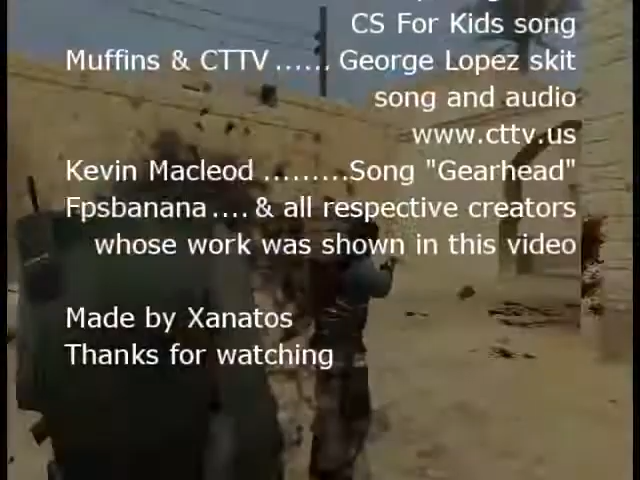 CS For Kids song
Muffins & CTTV...... George Lopez skit
song and audio
www.cttv.us
Kevin Macleod .........Song "Gearhead"
Fpsbanana.... & all respective creators
whose work was shown in this video
Made by Xanatos
Thanks for watching